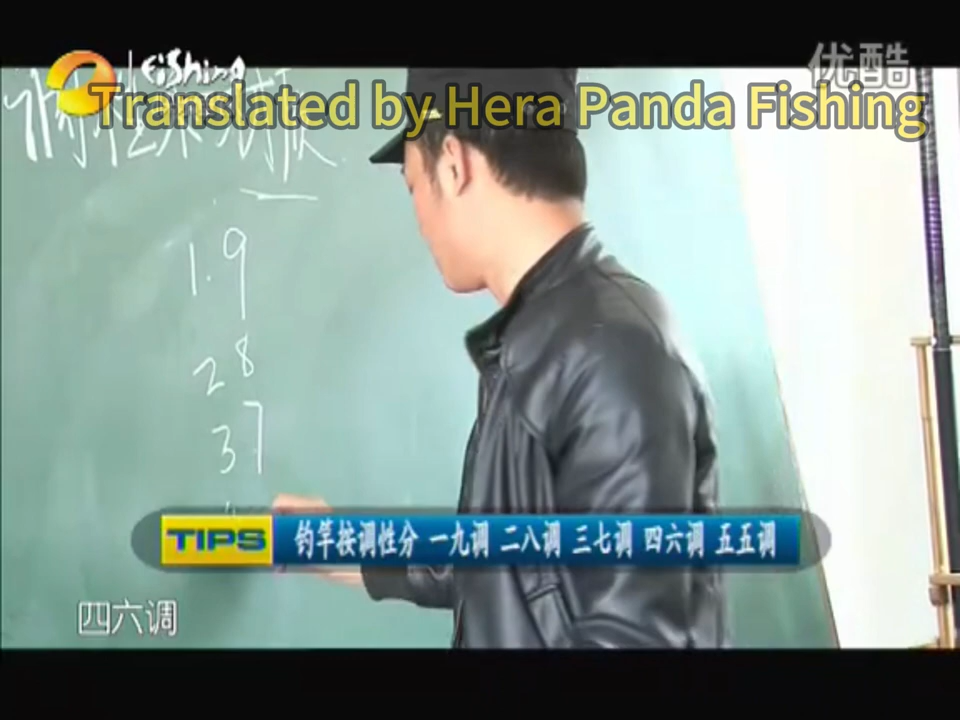 Fishing
优酷
Translated by Hera Panda Fishing
1.9
28
37
TIPS 钓竿按调性分 一九调 二八调 三七调 四六调 五五调
四六调